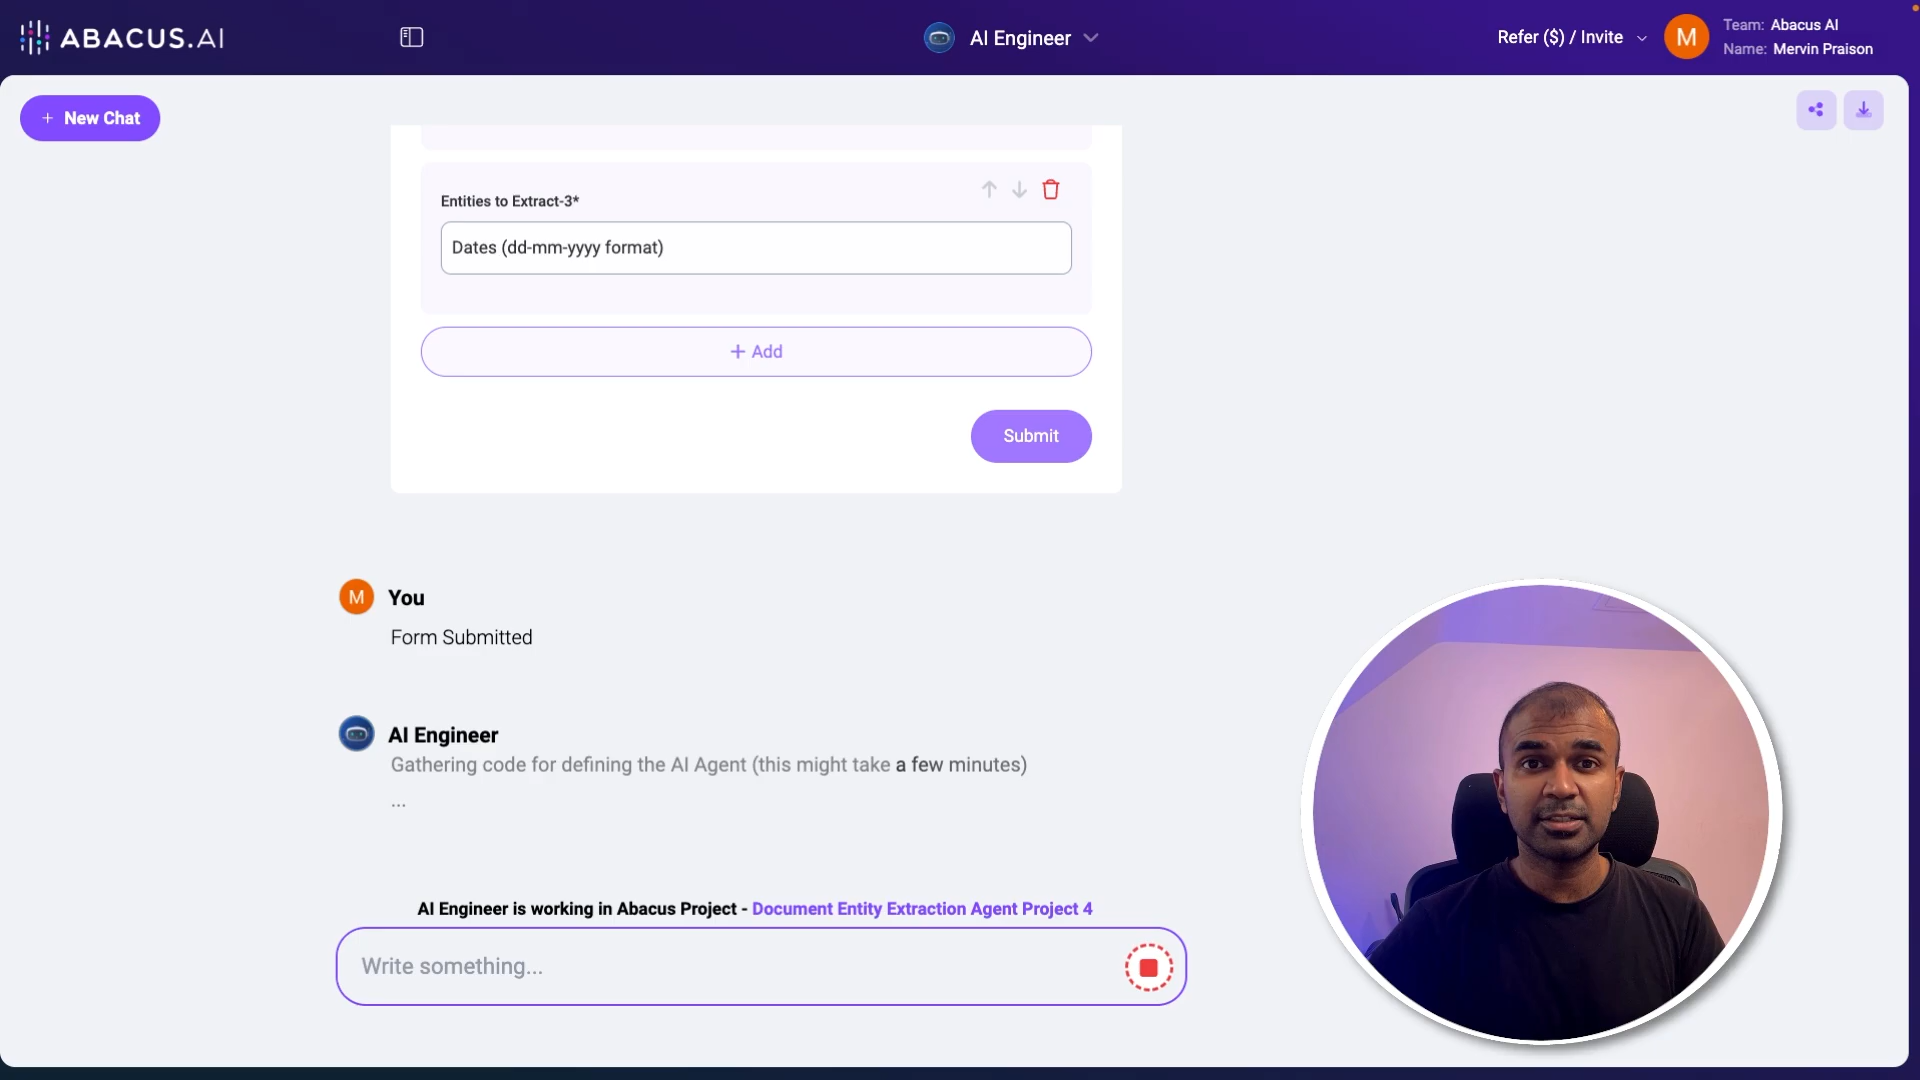 ABACUS.AI
AI Engineer
Refer ($) / Invite
M
Team: Abacus AI
Name: Mervin Praison
+ New Chat
Entities to Extract-3*
Dates (dd-mm-yyyy format)
+ Add
Submit
M
You
Form Submitted
AI Engineer
Gathering code for defining the AI Agent (this might take a few minutes)
...
AI Engineer is working in Abacus Project - Document Entity Extraction Agent Project 4
Write something...